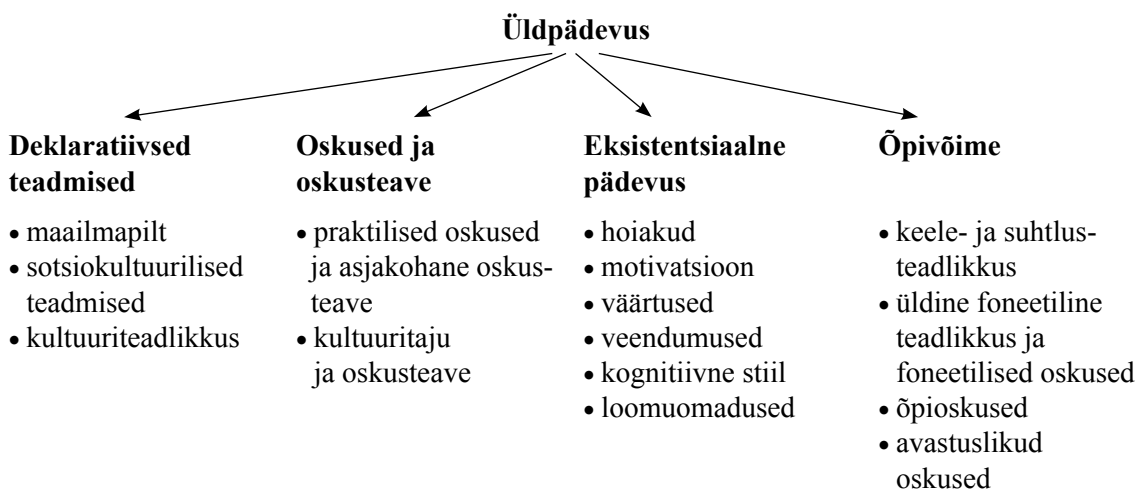 Üldpädevus
Deklaratiivsed
teadmised
• maailmapilt
• sotsiokultuurilised
teadmised
• kultuuriteadlikkus
Oskused ja
oskusteave
• praktilised oskused
ja asjakohane oskus-
teave
• kultuuritaju
ja oskusteave
Eksistentsiaalne
pädevus
• hoiakud
• motivatsioon
• väärtused
• veendumused
• kognitiivne stiil
• loomuomadused
Õpivõime
• keele- ja suhtlus-
teadlikkus
• üldine foneetiline
teadlikkus ja
foneetilised oskused
• õpioskused
• avastuslikud
oskused